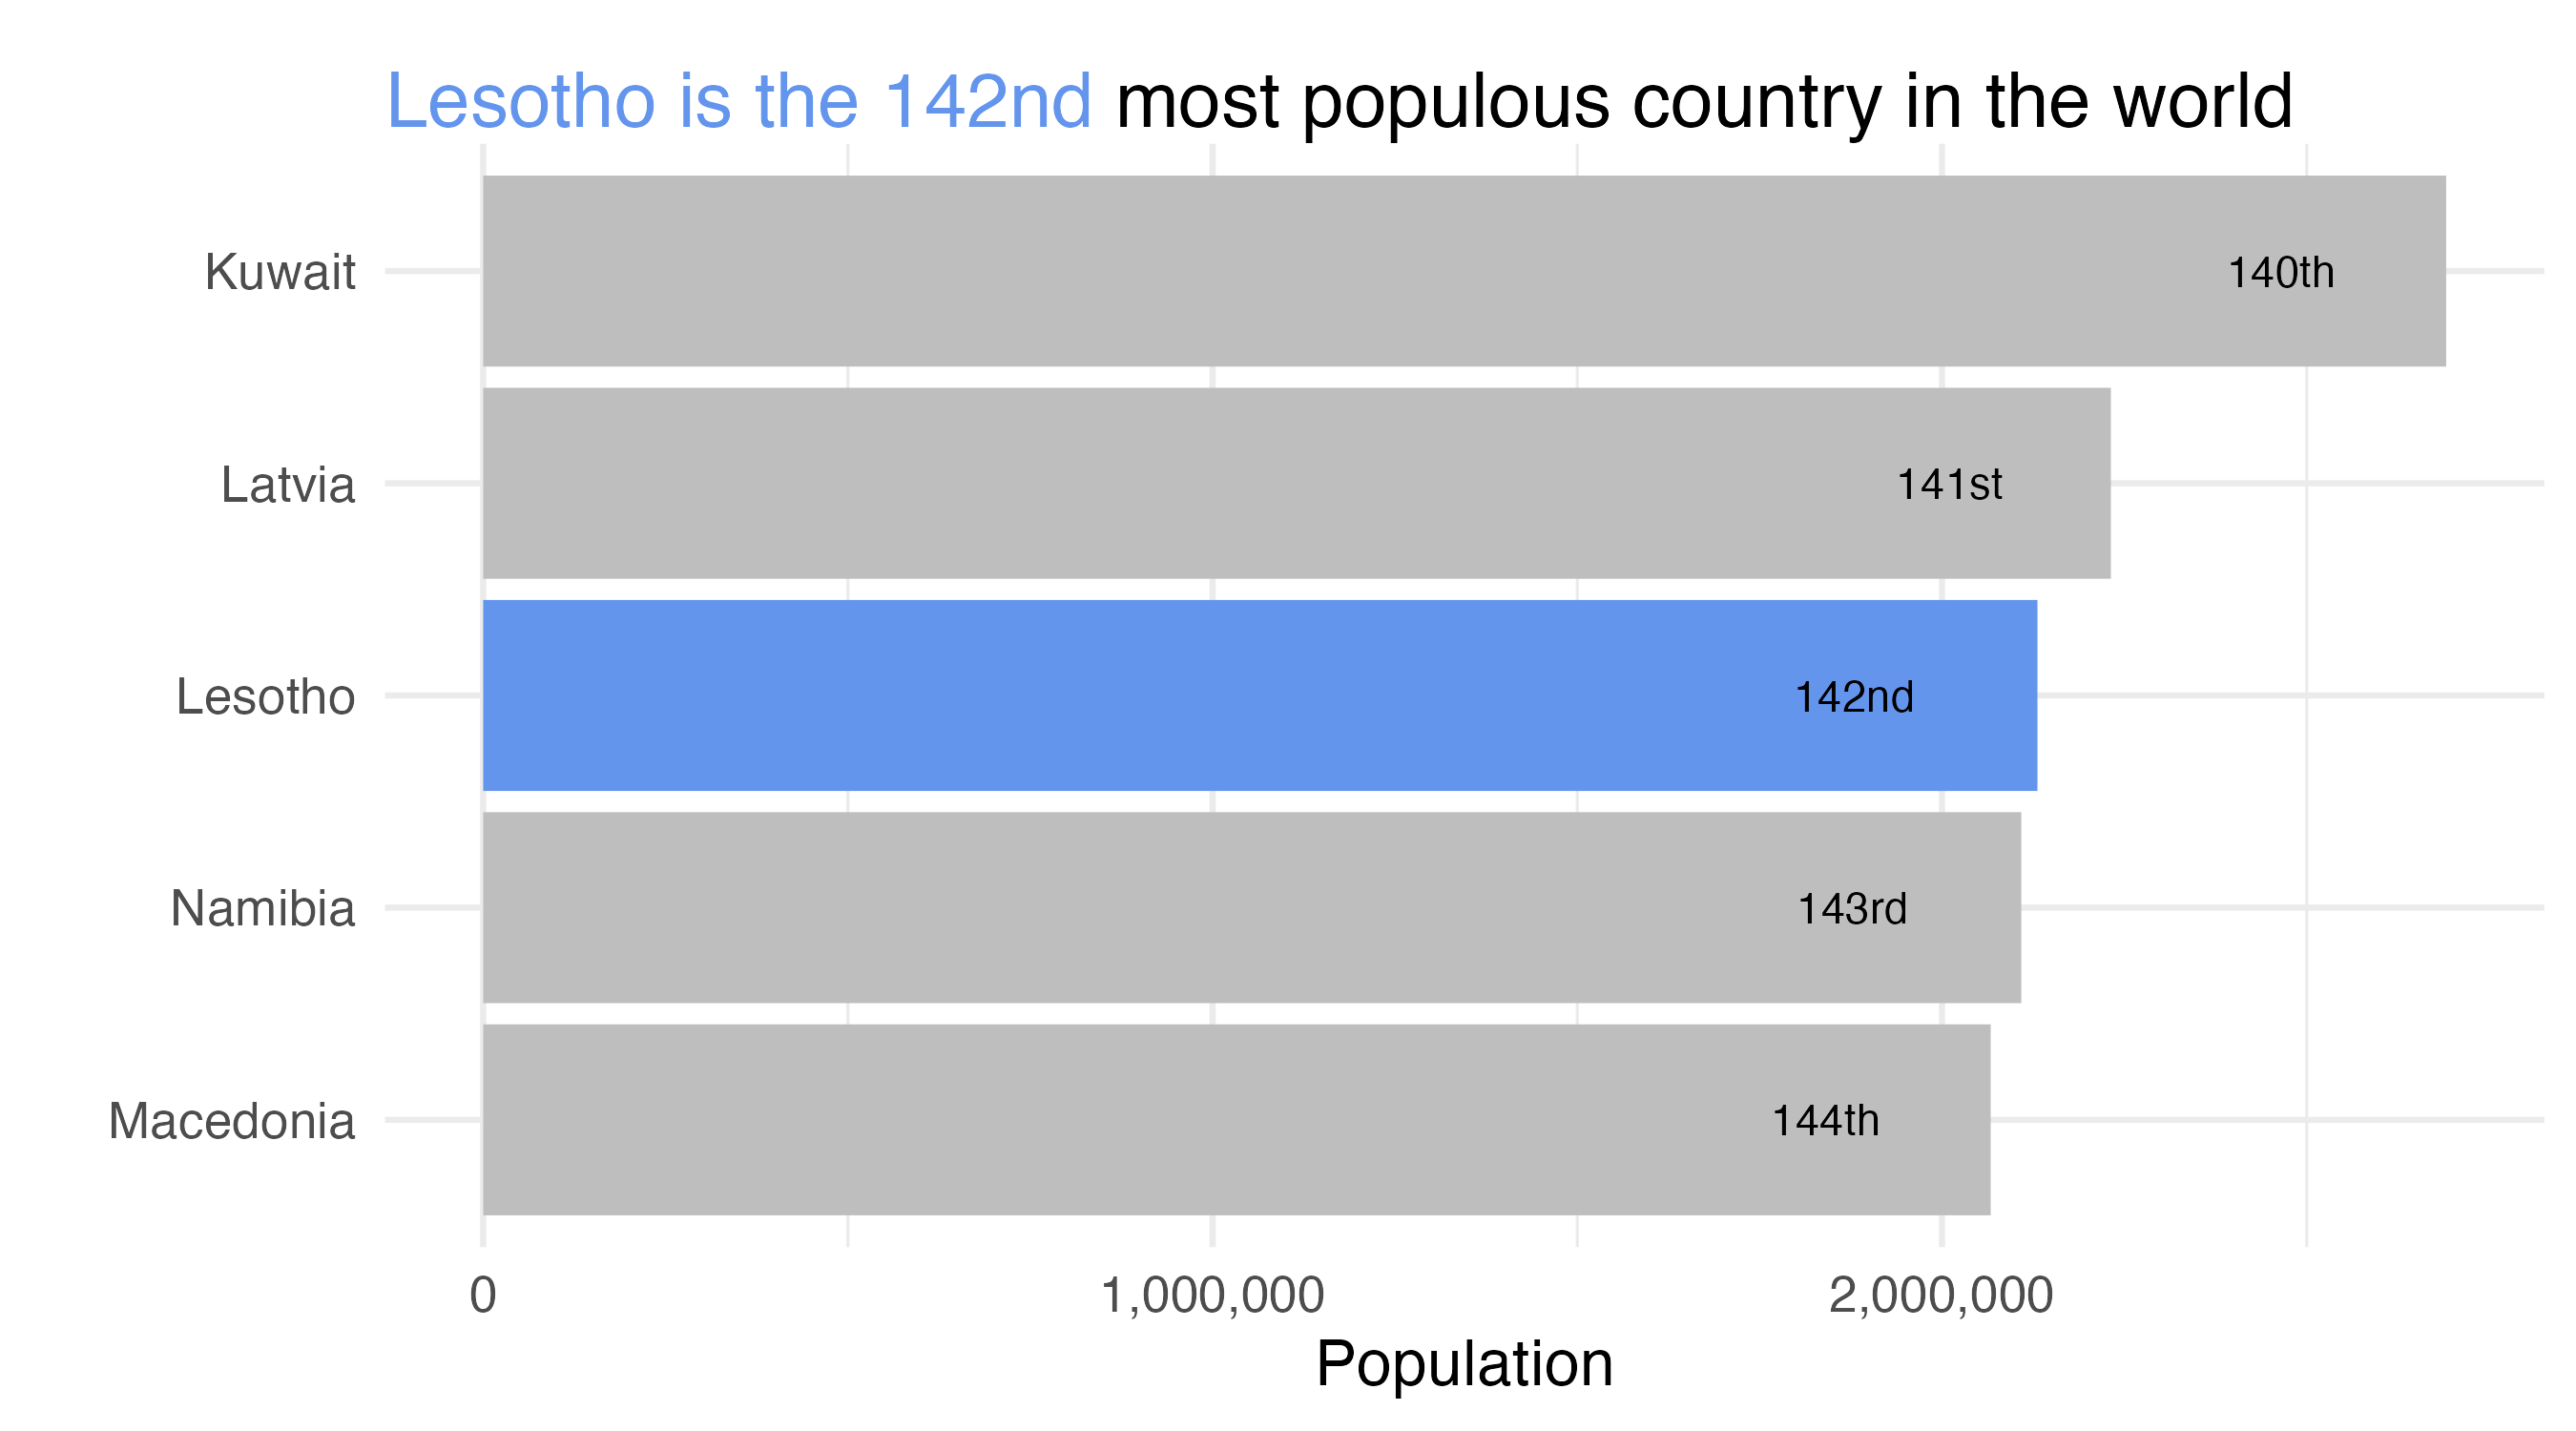 Lesotho is the 142nd most populous country in the world
Kuwait 140th
Latvia 141st
Lesotho 142nd
Namibia 143rd
Macedonia 144th
0 1,000,000 2,000,000
Population